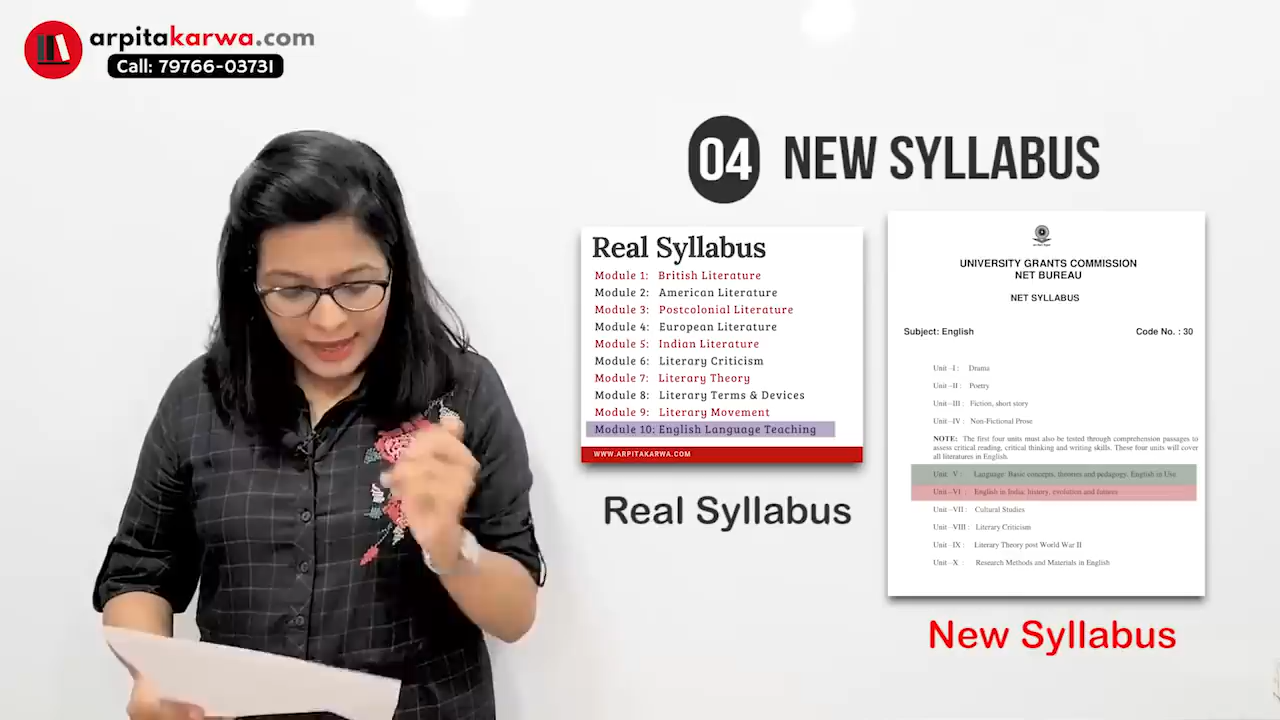 arpitakarwa.com
Call: 79766-03731
04 NEW SYLLABUS
Real Syllabus
Module 1: British Literature
Module 2: American Literature
Module 3: Postcolonial Literature
Module 4: European Literature
Module 5: Indian Literature
Module 6: Literary Criticism
Module 7: Literary Theory
Module 8: Literary Terms & Devices
Module 9: Literary Movement
Module 10: English Language Teaching
WWW.ARPITAKARWA.COM
Real Syllabus
UNIVERSITY GRANTS COMMISSION
NET BUREAU
NET SYLLABUS
Subject: English Code No. : 30
Unit –I : Drama
Unit –II : Poetry
Unit –III : Fiction, short story
Unit –IV : Non-Fictional Prose
NOTE: The first four units must also be tested through comprehension passages to
assess critical reading, critical thinking and writing skills. These four units will cover
all literatures in English.
Unit –V : Language: Basic concepts, theories and pedagogy. English in Use
Unit –VI : English in India: history, evolution and futures
Unit –VII : Cultural Studies
Unit –VIII : Literary Criticism
Unit –IX : Literary Theory post World War II
Unit –X : Research Methods and Materials in English
New Syllabus